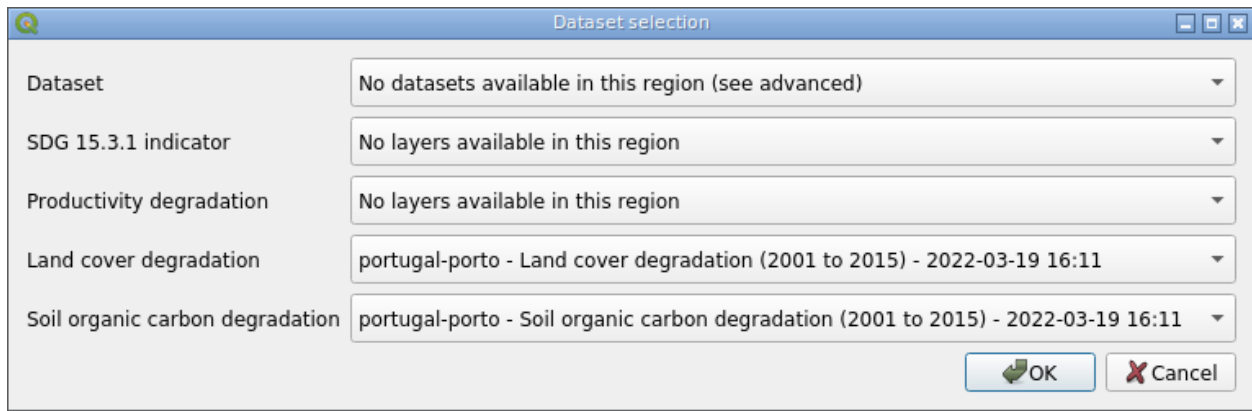 Dataset selection
Dataset No datasets available in this region (see advanced)
SDG 15.3.1 indicator No layers available in this region
Productivity degradation No layers available in this region
Land cover degradation portugal-porto - Land cover degradation (2001 to 2015) - 2022-03-19 16:11
Soil organic carbon degradation portugal-porto - Soil organic carbon degradation (2001 to 2015) - 2022-03-19 16:11
OK Cancel